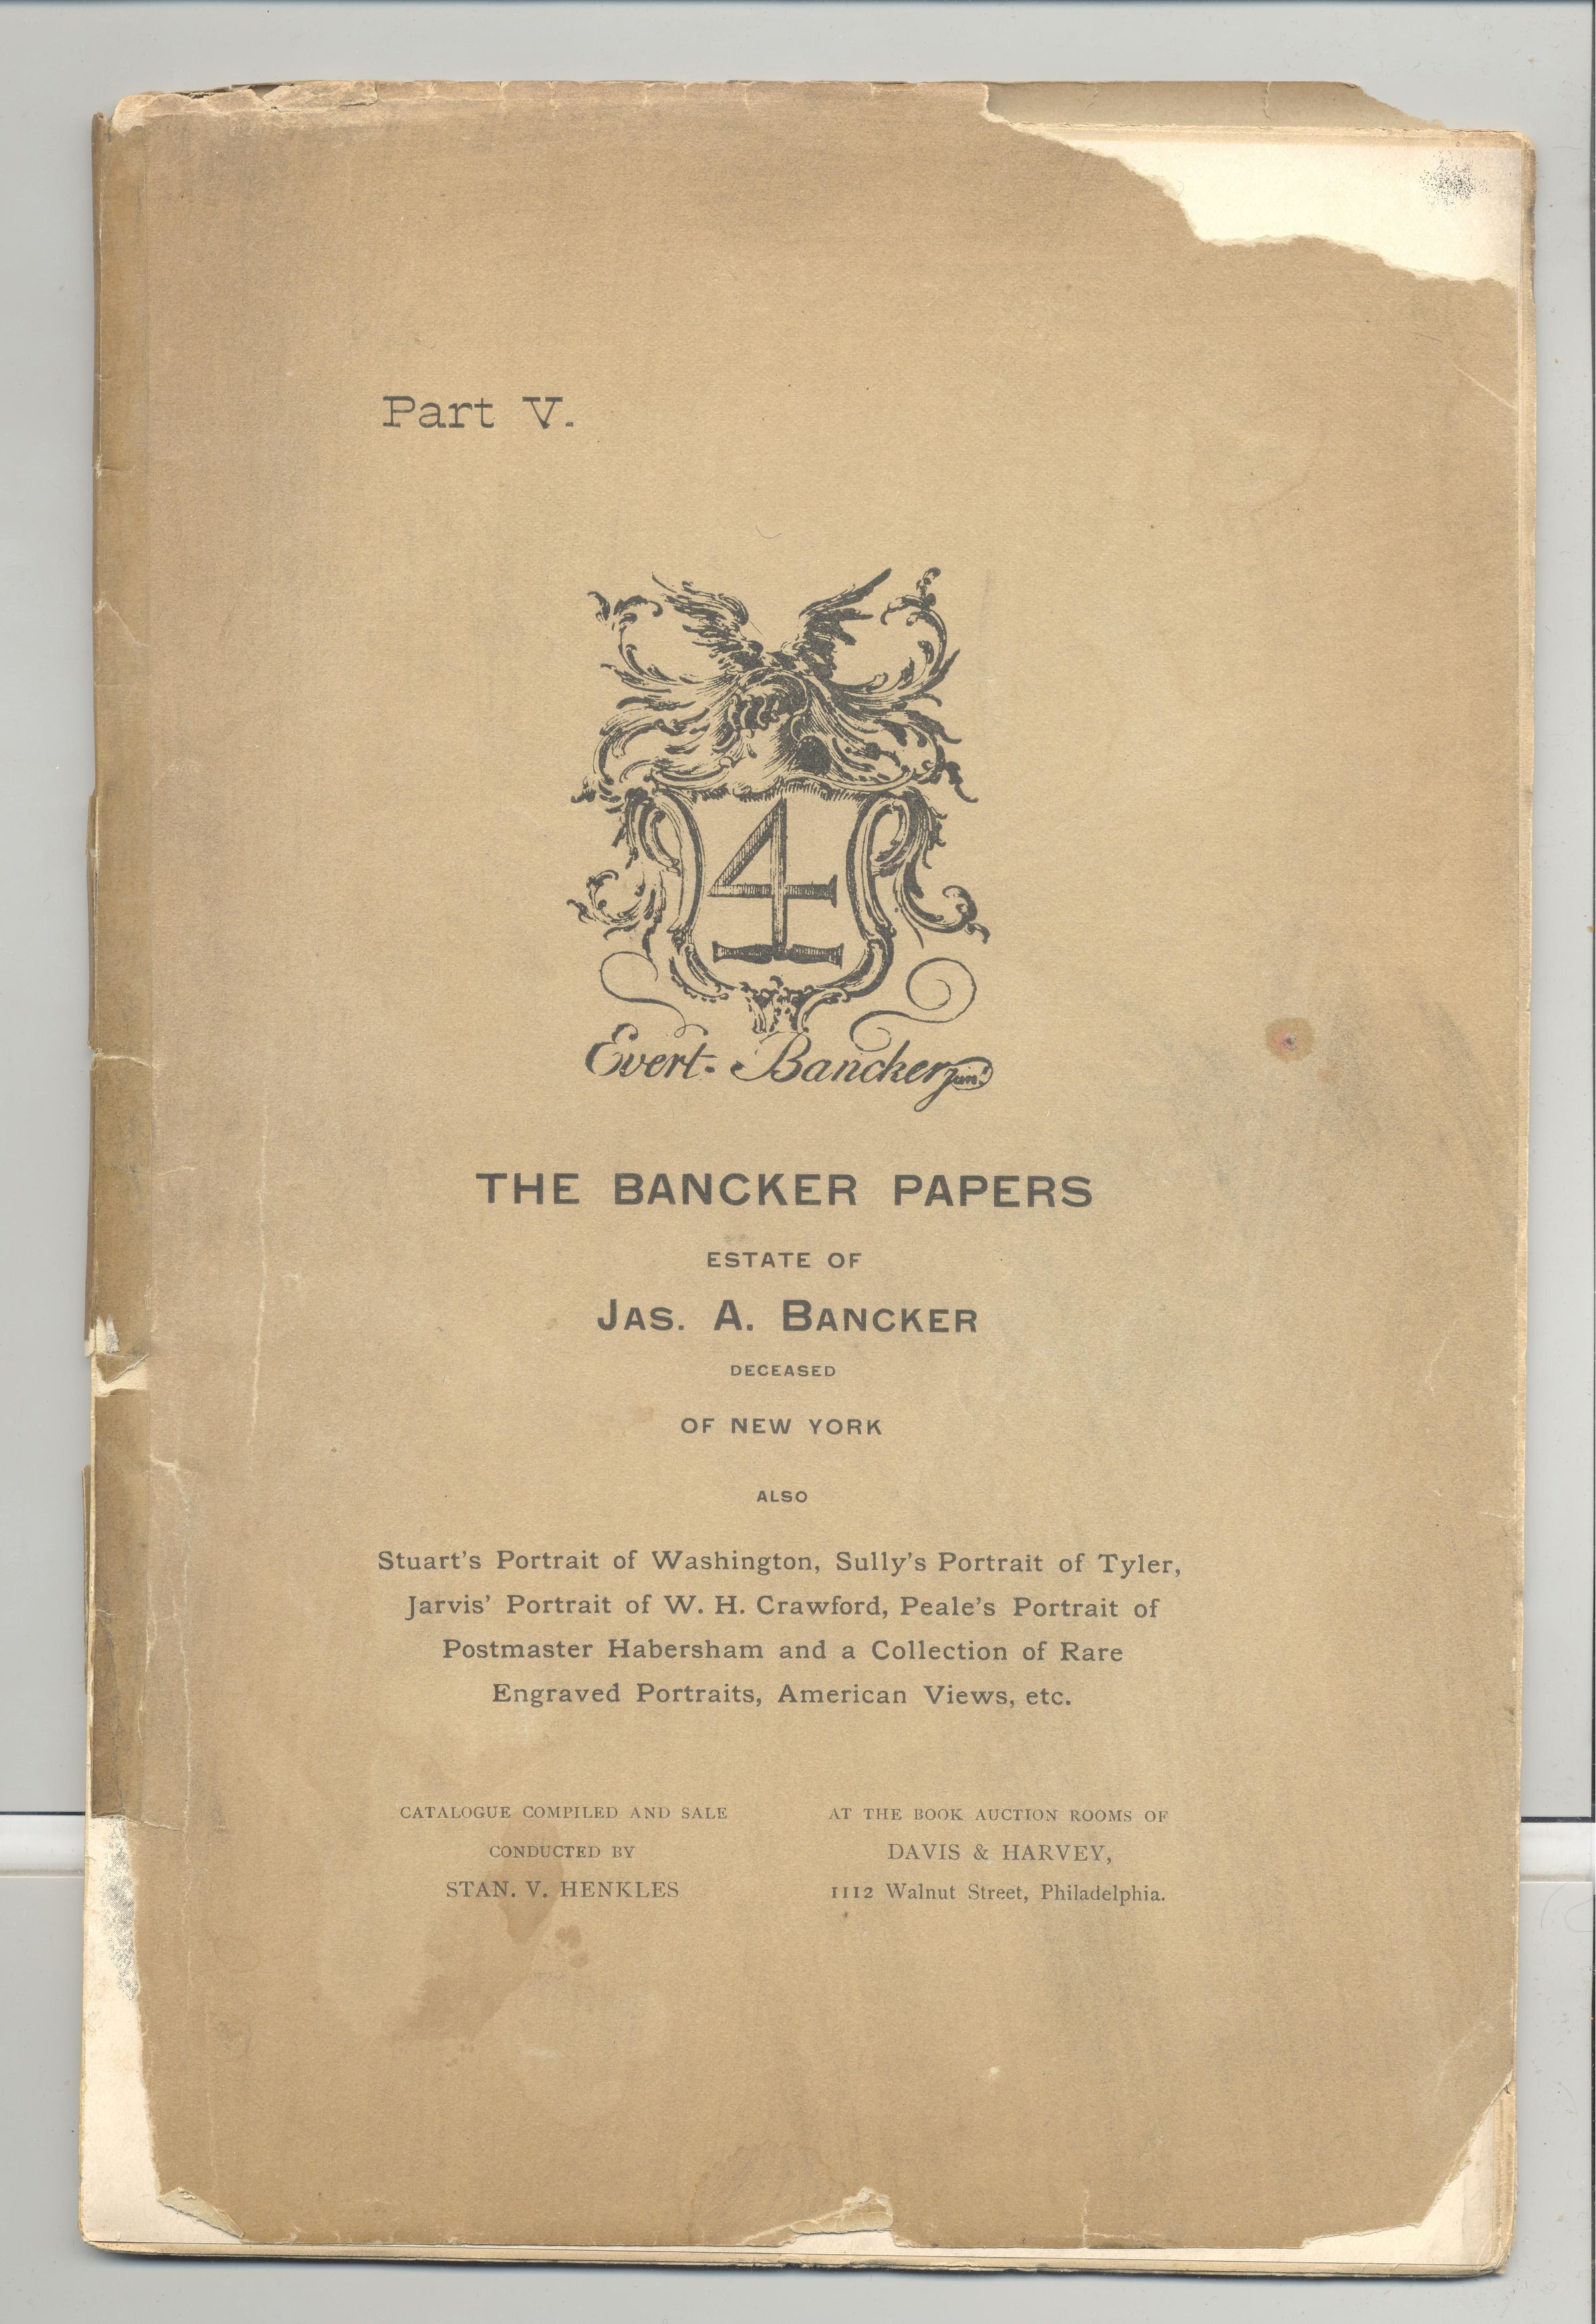 Part V.
4
Evert Bancker junr
THE BANCKER PAPERS
ESTATE OF
JAS. A. BANCKER
DECEASED
OF NEW YORK
ALSO
Stuart's Portrait of Washington, Sully's Portrait of Tyler,
Jarvis' Portrait of W. H. Crawford, Peale's Portrait of
Postmaster Habersham and a Collection of Rare
Engraved Portraits, American Views, etc.
CATALOGUE COMPILED AND SALE
CONDUCTED BY
STAN. V. HENKLES
AT THE BOOK AUCTION ROOMS OF
DAVIS & HARVEY,
1112 Walnut Street, Philadelphia.